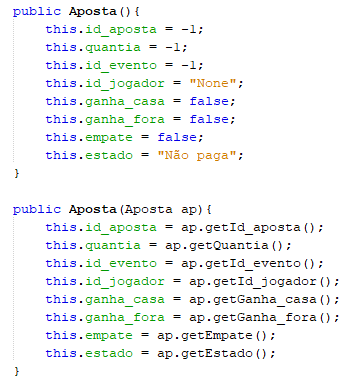 public Aposta(){
this.id_aposta = -1;
this.quantia = -1;
this.id_evento = -1;
this.id_jogador = "None";
this.ganha_casa = false;
this.ganha_fora = false;
this.empate = false;
this.estado = "Não paga";
}
public Aposta(Aposta ap){
this.id_aposta = ap.getId_aposta();
this.quantia = ap.getQuantia();
this.id_evento = ap.getId_evento();
this.id_jogador = ap.getId_jogador();
this.ganha_casa = ap.getGanha_casa();
this.ganha_fora = ap.getGanha_fora();
this.empate = ap.getEmpate();
this.estado = ap.getEstado();
}